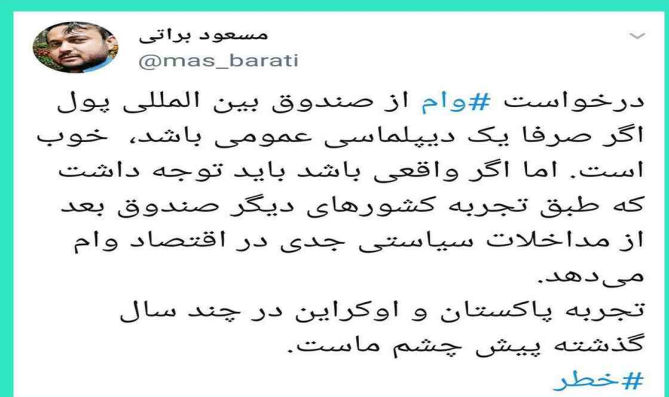 مسعود براتی
@mas_barati
درخواست #وام از صندوق بین المللی پول
اگر صرفا یک دیپلماسی عمومی باشد، خوب
است. اما اگر واقعی باشد باید توجه داشت
که طبق تجربه کشورهای دیگر صندوق بعد
از مداخلات سیاستی جدی در اقتصاد وام
می‌دهد.
تجربه پاکستان و اوکراین در چند سال
گذشته پیش چشم ماست.
#خطر